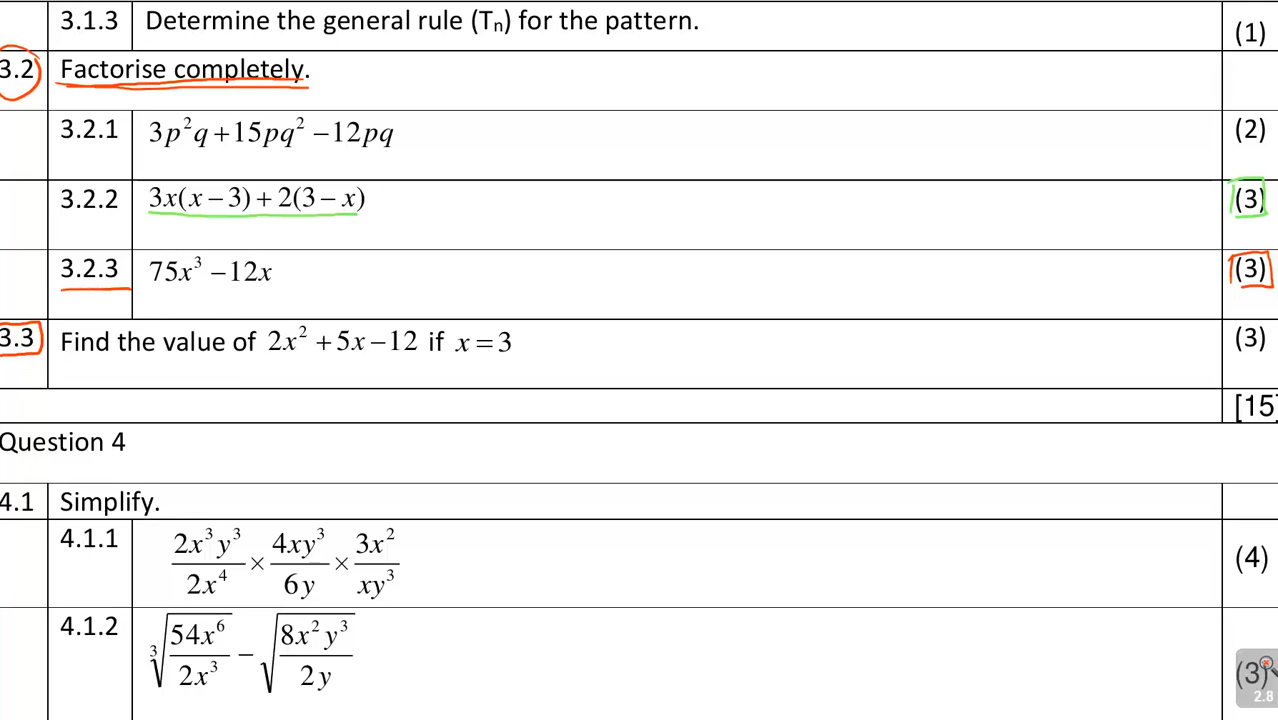 3.1.3 Determine the general rule (Tₙ) for the pattern. (1)
3.2 Factorise completely.
3.2.1 3p²q + 15pq² − 12pq (2)
3.2.2 3x(x − 3) + 2(3 − x) (3)
3.2.3 75x³ − 12x (3)
3.3 Find the value of 2x² + 5x − 12 if x = 3 (3)
[15]
Question 4
4.1 Simplify.
4.1.1 2x³y³/2x⁴ × 4xy³/6y × 3x²/xy³ (4)
4.1.2 ∛(54x⁶/2x³) − √(8x²y³/2y) (3)
2.8